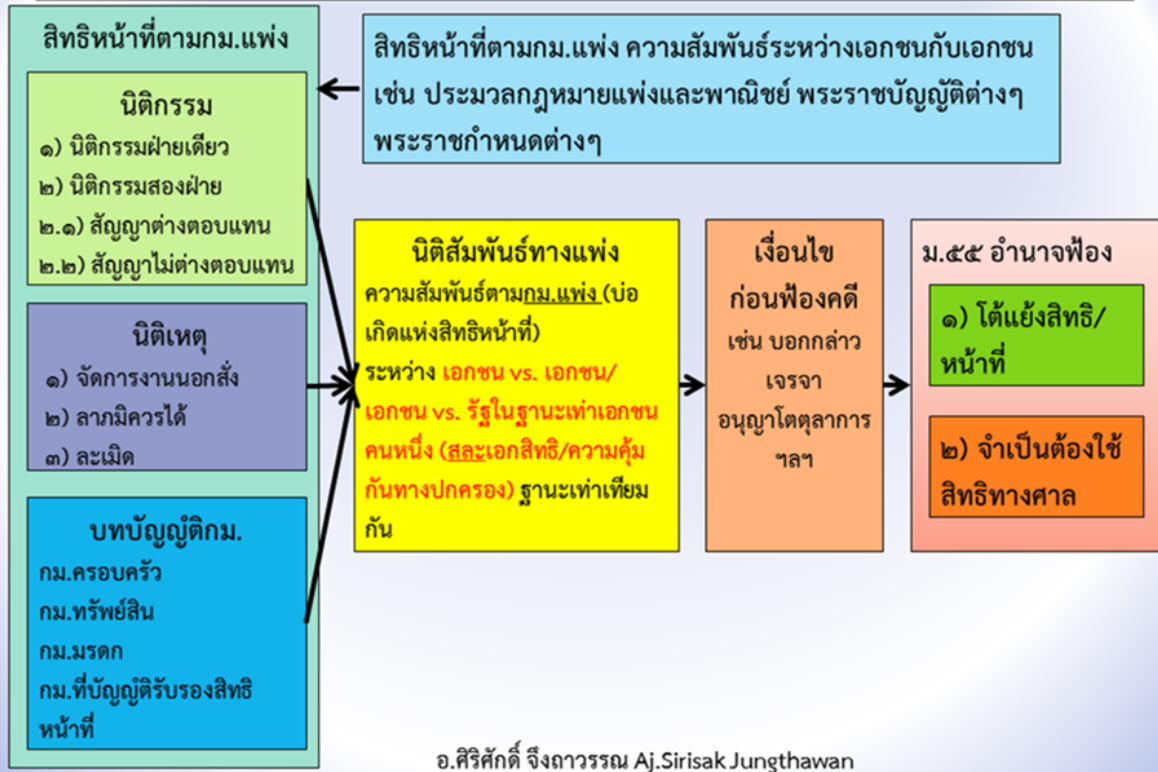 สิทธิหน้าที่ตามกม.แพ่ง
นิติกรรม
๑) นิติกรรมฝ่ายเดียว
๒) นิติกรรมสองฝ่าย
๒.๑) สัญญาต่างตอบแทน
๒.๒) สัญญาไม่ต่างตอบแทน
นิติเหตุ
๑) จัดการงานนอกสั่ง
๒) ลาภมิควรได้
๓) ละเมิด
บทบัญญํติกม.
กม.ครอบครัว
กม.ทรัพย์สิน
กม.มรดก
กม.ที่บัญญํติรับรองสิทธิ
หน้าที่
สิทธิหน้าที่ตามกม.แพ่ง ความสัมพันธ์ระหว่างเอกชนกับเอกชน
เช่น ประมวลกฎหมายแพ่งและพาณิชย์ พระราชบัญญัติต่างๆ
พระราชกำหนดต่างๆ
นิติสัมพันธ์ทางแพ่ง
ความสัมพันธ์ตามกม.แพ่ง (บ่อ
เกิดแห่งสิทธิหน้าที่)
ระหว่าง เอกชน vs. เอกชน/
เอกชน vs. รัฐในฐานะเท่าเอกชน
คนหนึ่ง (สละเอกสิทธิ/ความคุ้ม
กันทางปกครอง) ฐานะเท่าเทียม
กัน
เงื่อนไข
ก่อนฟ้องคดี
เช่น บอกกล่าว
เจรจา
อนุญาโตตุลาการ
ฯลฯ
ม.๕๕ อำนาจฟ้อง
๑) โต้แย้งสิทธิ/
หน้าที่
๒) จำเป็นต้องใช้
สิทธิทางศาล
อ.ศิริศักดิ์ จึงถาวรรณ Aj.Sirisak Jungthawan